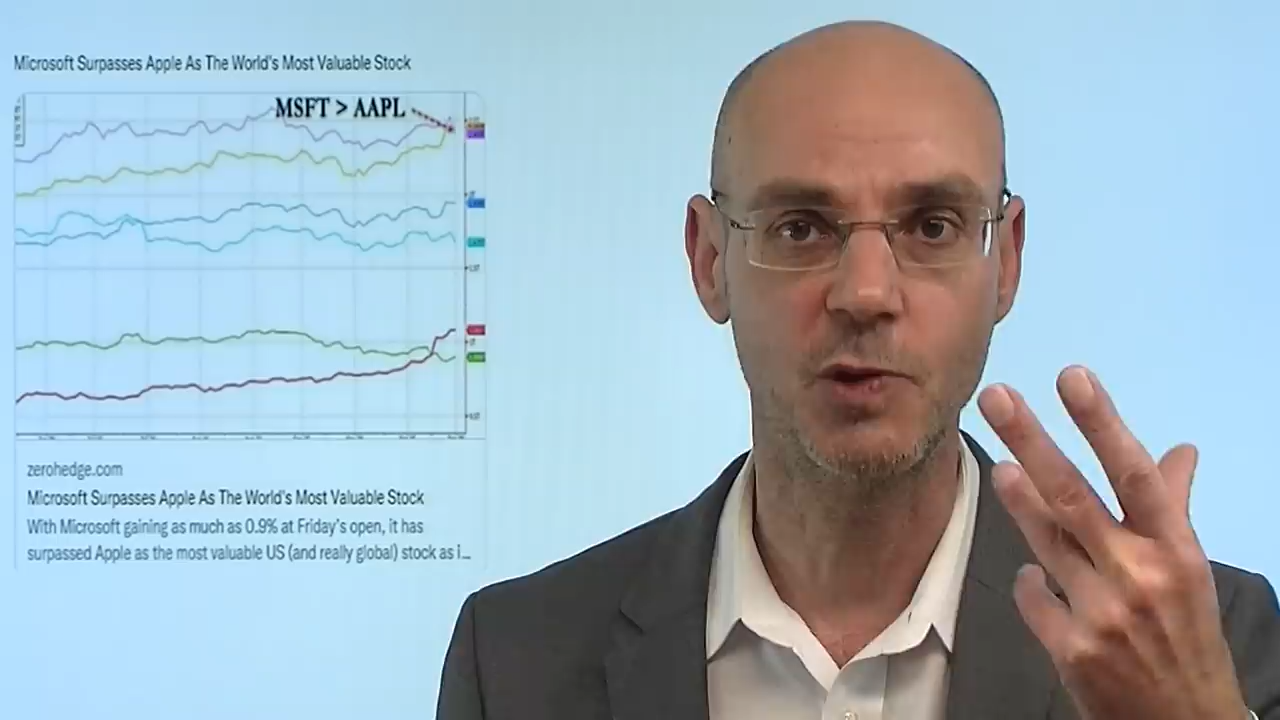 Microsoft Surpasses Apple As The World's Most Valuable Stock
MSFT > AAPL
zerohedge.com
Microsoft Surpasses Apple As The World's Most Valuable Stock
With Microsoft gaining as much as 0.9% at Friday's open, it has
surpassed Apple as the most valuable US (and really global) stock as i...